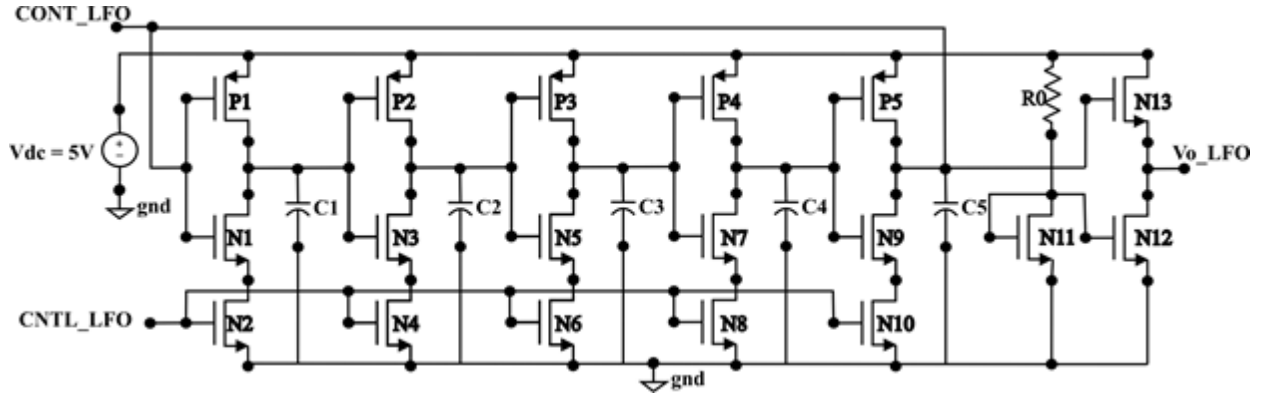 CONT_LFO
P1
P2
P3
P4
P5
R0
N13
Vdc = 5V
+
−
Vo_LFO
gnd
C1
C2
C3
C4
C5
N1
N3
N5
N7
N9
N11
N12
CNTL_LFO
N2
N4
N6
N8
N10
gnd